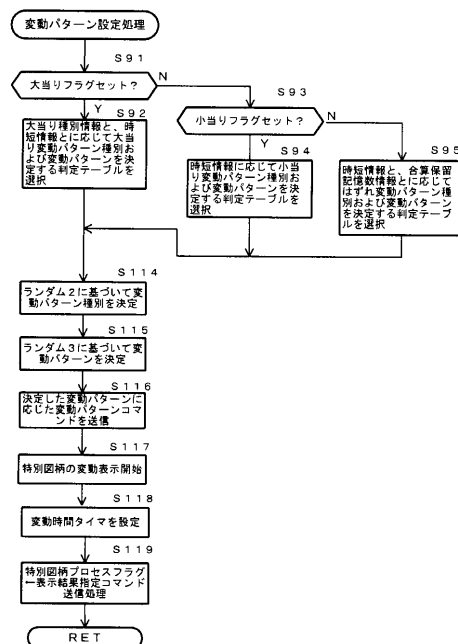 変動パターン設定処理
S91
大当りフラグセット?
N
Y
S92
大当り種別情報と、時
短情報とに応じて大当
り変動パターン種別お
よび変動パターンを決
定する判定テーブルを
選択
S93
小当りフラグセット?
N
Y
S94
時短情報に応じて小当
り変動パターン種別お
よび変動パターンを決
定する判定テーブルを
選択
S95
時短情報と、合算保留
記憶数情報とに応じて
はずれ変動パターン種
別および変動パターン
を決定する判定テーブ
ルを選択
S114
ランダム2に基づいて変
動パターン種別を決定
S115
ランダム3に基づいて変
動パターンを決定
S116
決定した変動パターンに
応じた変動パターンコマ
ンドを送信
S117
特別図柄の変動表示開始
S118
変動時間タイマを設定
S119
特別図柄プロセスフラグ
←表示結果指定コマンド
送信処理
RET